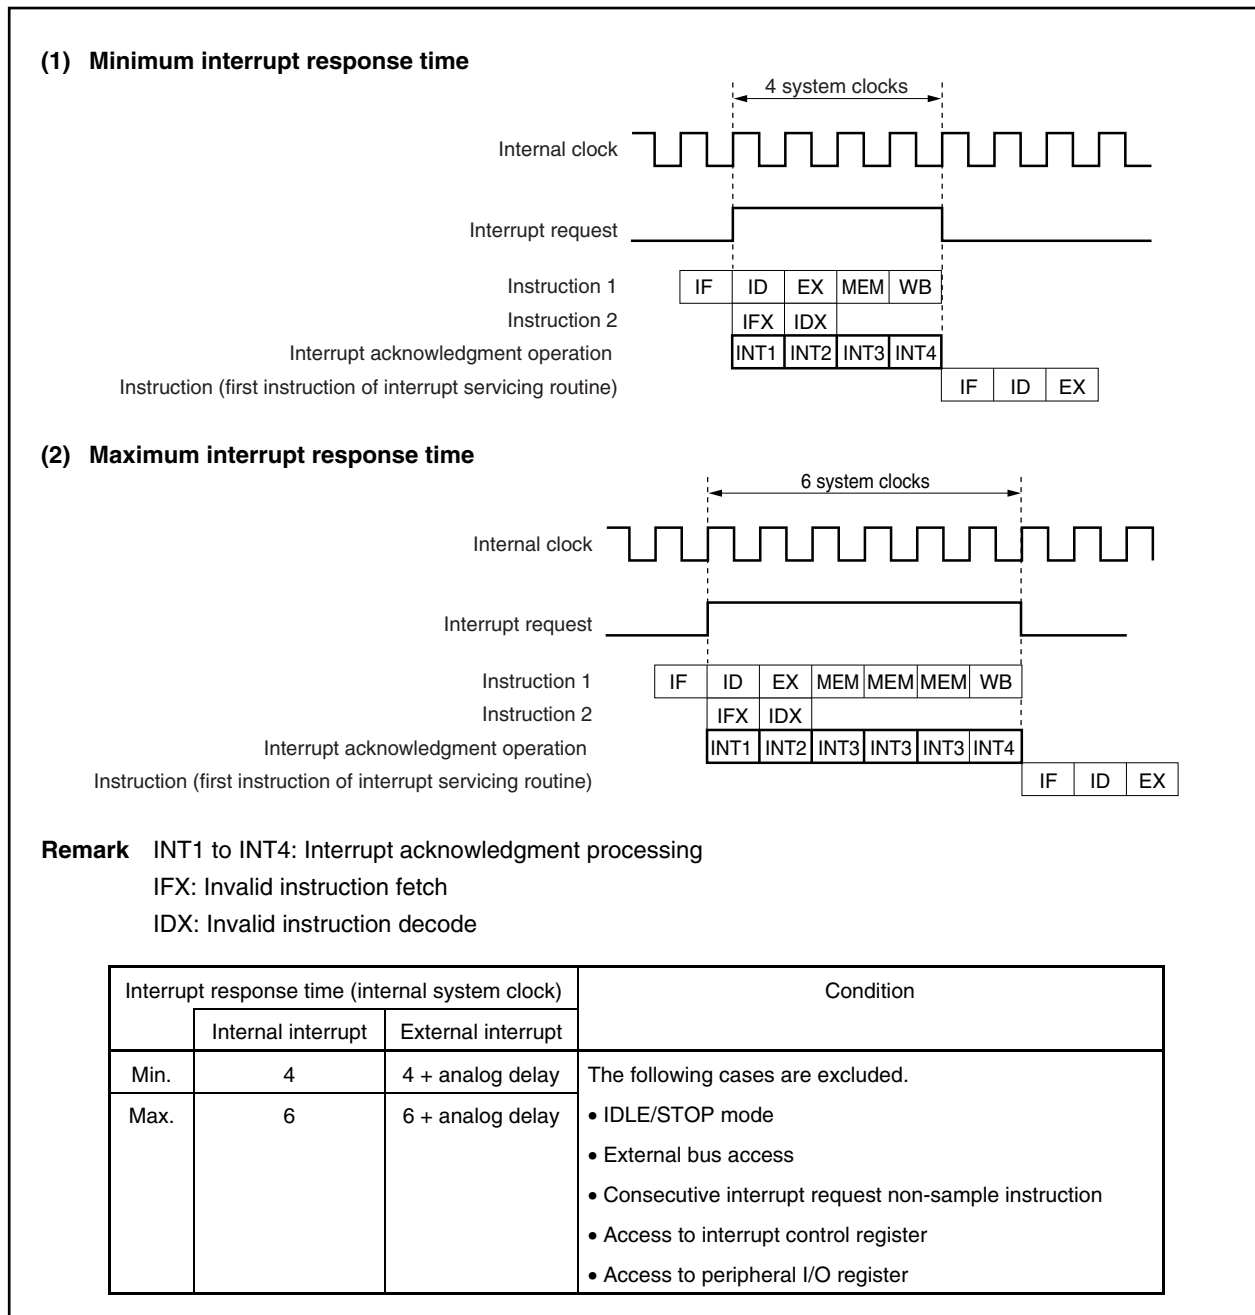 (1) Minimum interrupt response time
4 system clocks
Internal clock
Interrupt request
Instruction 1 IF ID EX MEM WB
Instruction 2 IFX IDX
Interrupt acknowledgment operation INT1 INT2 INT3 INT4
Instruction (first instruction of interrupt servicing routine) IF ID EX
(2) Maximum interrupt response time
6 system clocks
Internal clock
Interrupt request
Instruction 1 IF ID EX MEM MEM MEM WB
Instruction 2 IFX IDX
Interrupt acknowledgment operation INT1 INT2 INT3 INT3 INT3 INT4
Instruction (first instruction of interrupt servicing routine) IF ID EX
Remark INT1 to INT4: Interrupt acknowledgment processing
IFX: Invalid instruction fetch
IDX: Invalid instruction decode
Interrupt response time (internal system clock) Condition
Internal interrupt External interrupt
Min. 4 4 + analog delay The following cases are excluded.
Max. 6 6 + analog delay • IDLE/STOP mode
• External bus access
• Consecutive interrupt request non-sample instruction
• Access to interrupt control register
• Access to peripheral I/O register